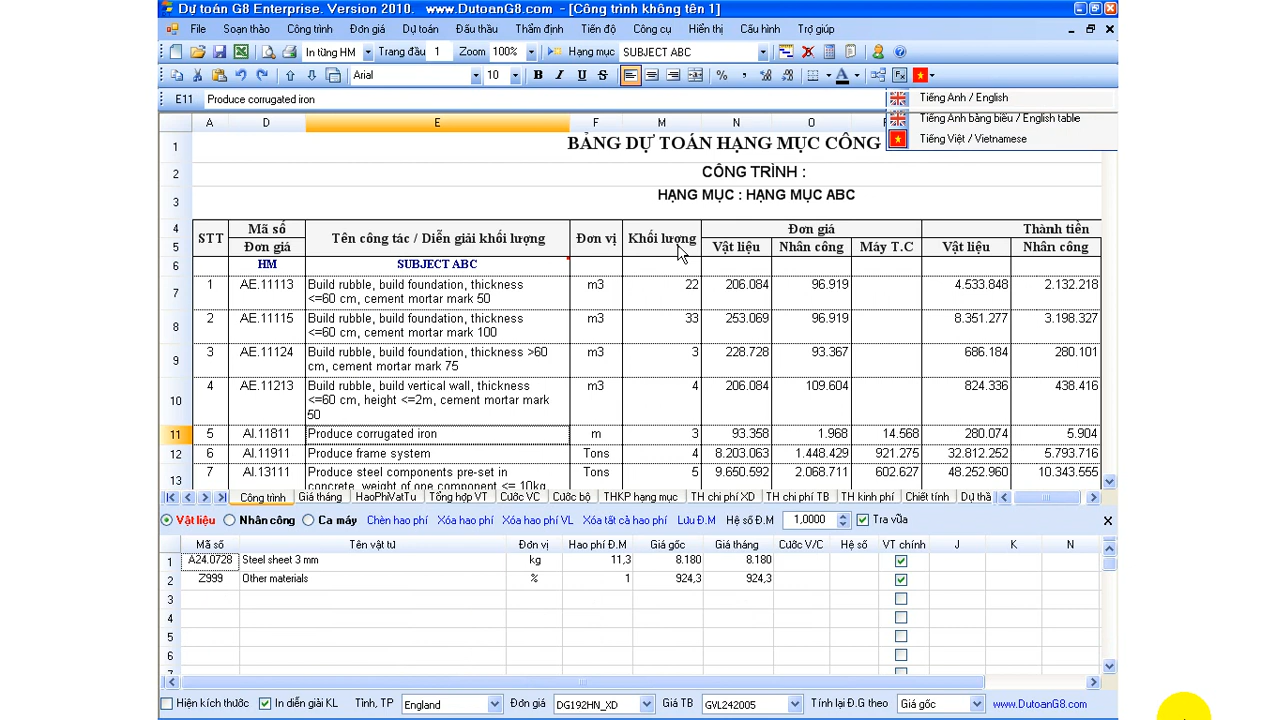 Dự toán G8 Enterprise. Version 2010. www.DutoanG8.com - [Công trình không tên 1]
File Soạn thảo Công trình Đơn giá Dự toán Đấu thầu Thẩm định Tiến độ Công cụ Hiển thị Cấu hình Trợ giúp
In từng HM Trang đầu 1 Zoom 100% Hạng mục SUBJECT ABC
Arial 10 B I U S % ,
E11 Produce corrugated iron
Tiếng Anh / English
Tiếng Anh bảng biểu / English table
Tiếng Việt / Vietnamese
A D E F M N O
1 BẢNG DỰ TOÁN HẠNG MỤC CÔNG
2 CÔNG TRÌNH :
3 HẠNG MỤC : HẠNG MỤC ABC
4 STT Mã số Tên công tác / Diễn giải khối lượng Đơn vị Khối lượng Đơn giá Thành tiền
5 Đơn giá Vật liệu Nhân công Máy T.C Vật liệu Nhân công
6 HM SUBJECT ABC
7 1 AE.11113 Build rubble, build foundation, thickness m3 22 206.084 96.919 4.533.848 2.132.218
<=60 cm, cement mortar mark 50
8 2 AE.11115 Build rubble, build foundation, thickness m3 33 253.069 96.919 8.351.277 3.198.327
<=60 cm, cement mortar mark 100
9 3 AE.11124 Build rubble, build foundation, thickness >60 m3 3 228.728 93.367 686.184 280.101
cm, cement mortar mark 75
10 4 AE.11213 Build rubble, build vertical wall, thickness m3 4 206.084 109.604 824.336 438.416
<=60 cm, height <=2m, cement mortar mark
50
11 5 AI.11811 Produce corrugated iron m 3 93.358 1.968 14.568 280.074 5.904
12 6 AI.11911 Produce frame system Tons 4 8.203.063 1.448.429 921.275 32.812.252 5.793.716
13 7 AI.13111 Produce steel components pre-set in Tons 5 9.650.592 2.068.711 602.627 48.252.960 10.343.555
concrete, weight of one component <= 10kg
Công trình Giá tháng HaoPhiVatTu Tổng hợp VT Cước VC Cước bộ THKP hạng mục TH chi phí XD TH chi phí TB TH kinh phí Chiết tính Dự thầ
Vật liệu Nhân công Ca máy Chèn hao phí Xóa hao phí Xóa hao phí VL Xóa tất cả hao phí Lưu Đ.M Hệ số Đ.M 1,0000 Tra vữa
Mã số Tên vật tư Đơn vị Hao phí Đ.M Giá gốc Giá tháng Cước V/C Hệ số VT chính J K N
1 A24.0728 Steel sheet 3 mm kg 11,3 8.180 8.180
2 Z999 Other materials % 1 924,3 924,3
3
4
5
6
7
Hiện kích thước In diễn giải KL Tỉnh, TP England Đơn giá DG192HN_XD Giá TB GVL242005 Tính lại Đ.G theo Giá gốc www.DutoanG8.com